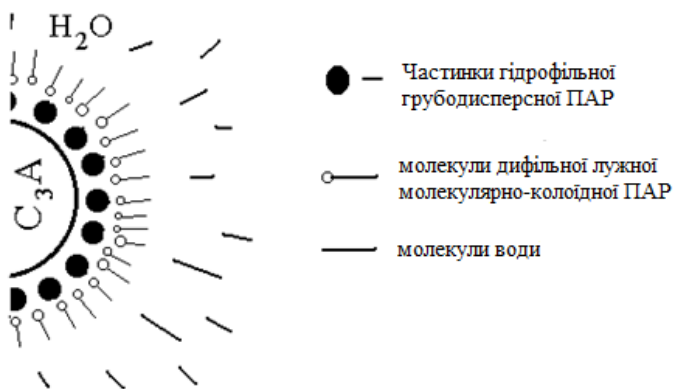 H₂O
C₃A
– Частинки гідрофільної
грубодисперсної ПАР
молекули дифільної лужної
молекулярно-колоїдної ПАР
молекули води